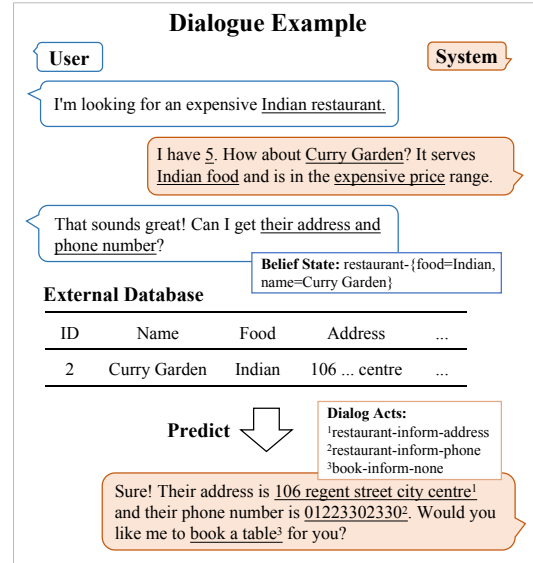 Dialogue Example
User
System
I'm looking for an expensive Indian restaurant.
I have 5. How about Curry Garden? It serves
Indian food and is in the expensive price range.
That sounds great! Can I get their address and
phone number?
Belief State: restaurant-{food=Indian,
name=Curry Garden}
External Database
ID Name Food Address ...
2 Curry Garden Indian 106 ... centre ...
Predict
Dialog Acts:
¹restaurant-inform-address
²restaurant-inform-phone
³book-inform-none
Sure! Their address is 106 regent street city centre¹
and their phone number is 01223302330². Would you
like me to book a table³ for you?